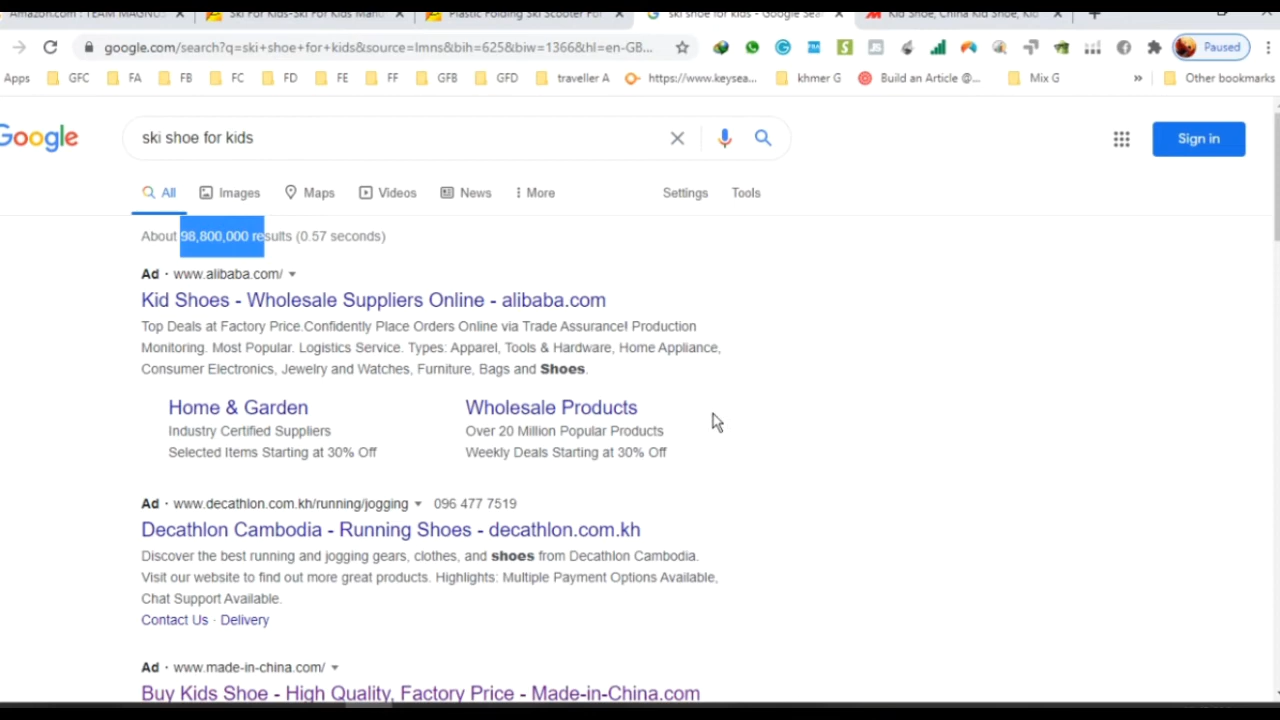 Amazon.com : TEAM MAGNUS
Ski For Kids-Ski For Kids Manu
Plastic Folding Ski Scooter For
ski shoe for kids - Google Sear
Kid Shoe, China Kid Shoe, Kid
google.com/search?q=ski+shoe+for+kids&source=lmns&bih=625&biw=1366&hl=en-GB...
Paused
Apps GFC FA FB FC FD FE FF GFB GFD traveller A https://www.keysea... khmer G Build an Article @... Mix G » Other bookmarks
Google
ski shoe for kids
Sign in
All Images Maps Videos News More Settings Tools
About 98,800,000 results (0.57 seconds)
Ad · www.alibaba.com/
Kid Shoes - Wholesale Suppliers Online - alibaba.com
Top Deals at Factory Price.Confidently Place Orders Online via Trade Assurance! Production
Monitoring. Most Popular. Logistics Service. Types: Apparel, Tools & Hardware, Home Appliance,
Consumer Electronics, Jewelry and Watches, Furniture, Bags and Shoes.
Home & Garden
Industry Certified Suppliers
Selected Items Starting at 30% Off
Wholesale Products
Over 20 Million Popular Products
Weekly Deals Starting at 30% Off
Ad · www.decathlon.com.kh/running/jogging 096 477 7519
Decathlon Cambodia - Running Shoes - decathlon.com.kh
Discover the best running and jogging gears, clothes, and shoes from Decathlon Cambodia.
Visit our website to find out more great products. Highlights: Multiple Payment Options Available,
Chat Support Available.
Contact Us · Delivery
Ad · www.made-in-china.com/
Buy Kids Shoe - High Quality, Factory Price - Made-in-China.com